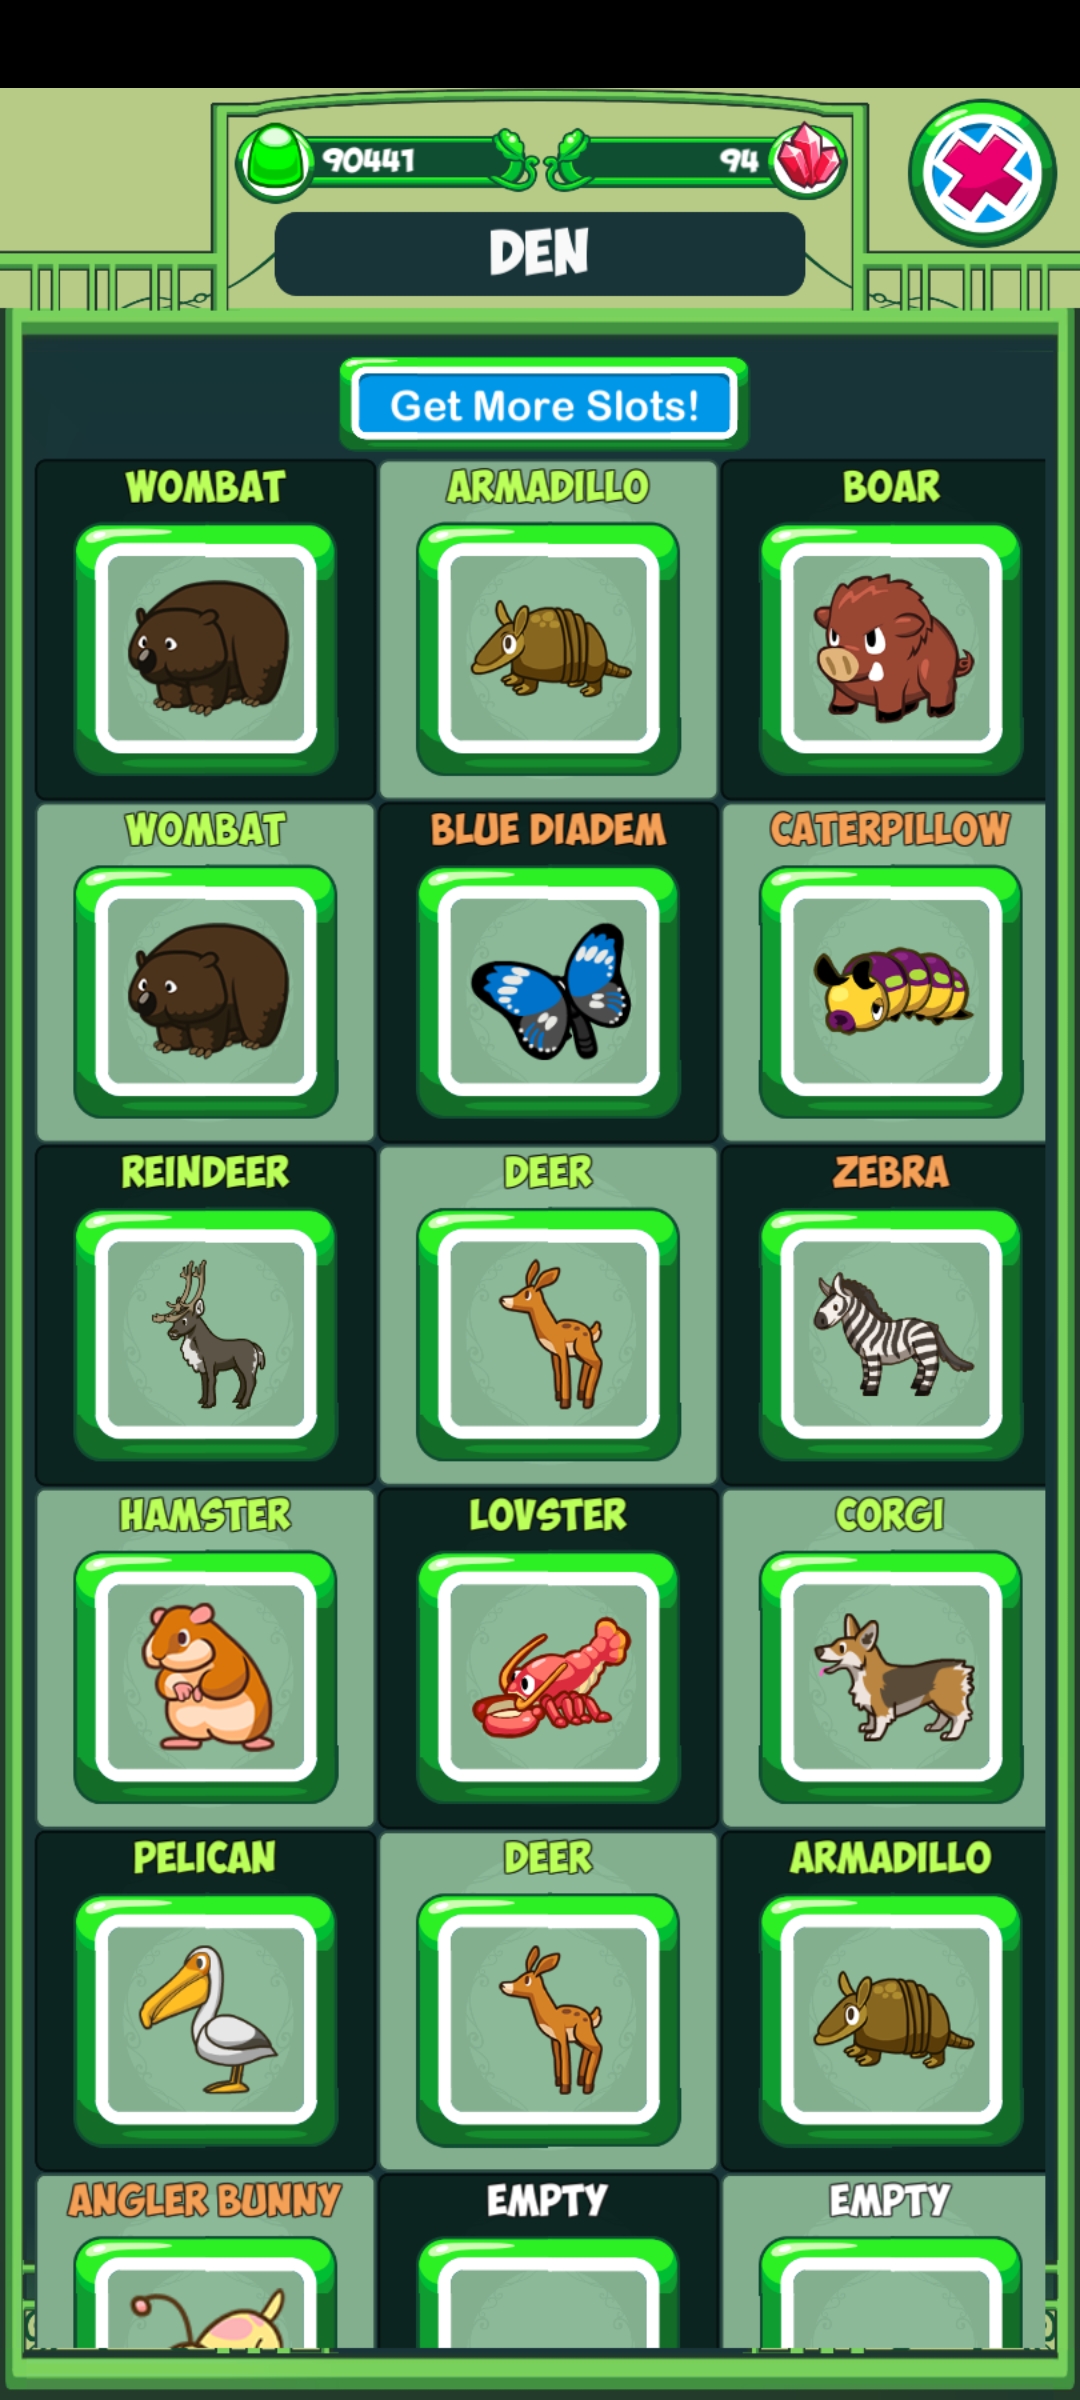 90441
94
DEN
Get More Slots!
WOMBAT
ARMADILLO
BOAR
WOMBAT
BLUE DIADEM
CATERPILLOW
REINDEER
DEER
ZEBRA
HAMSTER
LOVSTER
CORGI
PELICAN
DEER
ARMADILLO
ANGLER BUNNY
EMPTY
EMPTY